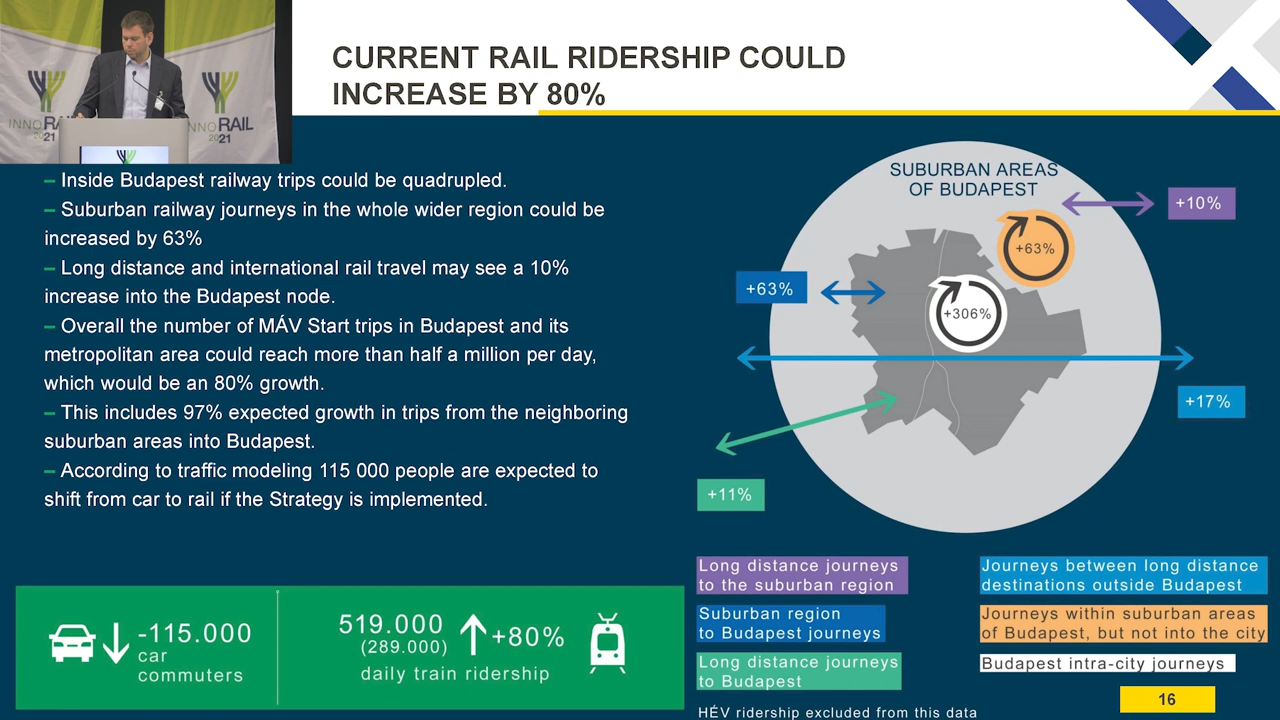 CURRENT RAIL RIDERSHIP COULD
INCREASE BY 80%
INNORAIL
2021
INNORAIL
2021
– Inside Budapest railway trips could be quadrupled.
– Suburban railway journeys in the whole wider region could be
increased by 63%
– Long distance and international rail travel may see a 10%
increase into the Budapest node.
– Overall the number of MÁV Start trips in Budapest and its
metropolitan area could reach more than half a million per day,
which would be an 80% growth.
– This includes 97% expected growth in trips from the neighboring
suburban areas into Budapest.
– According to traffic modeling 115 000 people are expected to
shift from car to rail if the Strategy is implemented.
-115.000
car
commuters
519.000
(289.000)
+80%
daily train ridership
SUBURBAN AREAS
OF BUDAPEST
+10%
+63%
+63%
+306%
+17%
+11%
Long distance journeys
to the suburban region
Suburban region
to Budapest journeys
Long distance journeys
to Budapest
Journeys between long distance
destinations outside Budapest
Journeys within suburban areas
of Budapest, but not into the city
Budapest intra-city journeys
HÉV ridership excluded from this data
16